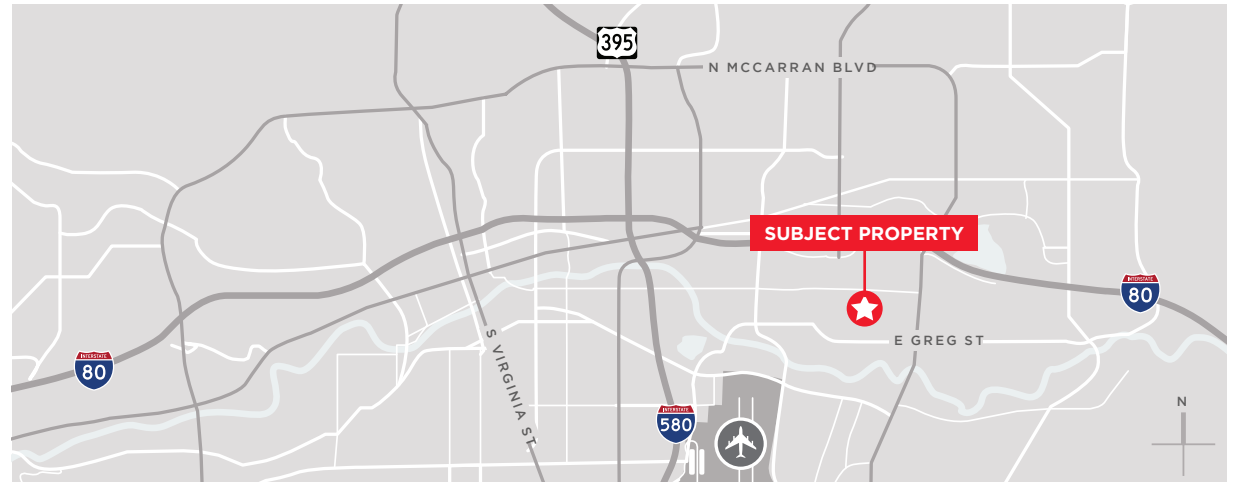 395
N MCCARRAN BLVD
SUBJECT PROPERTY
INTERSTATE
80
E GREG ST
S VIRGINIA ST
INTERSTATE
80
INTERSTATE
580
N